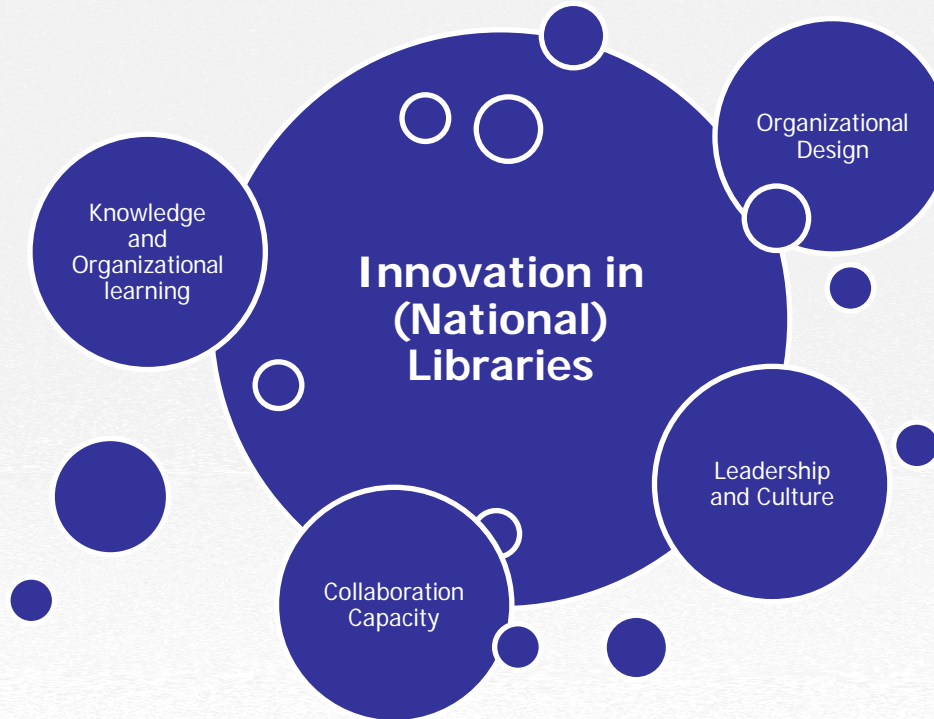 Organizational
Design
Knowledge
and
Organizational
learning
Innovation in
(National)
Libraries
Leadership
and Culture
Collaboration
Capacity